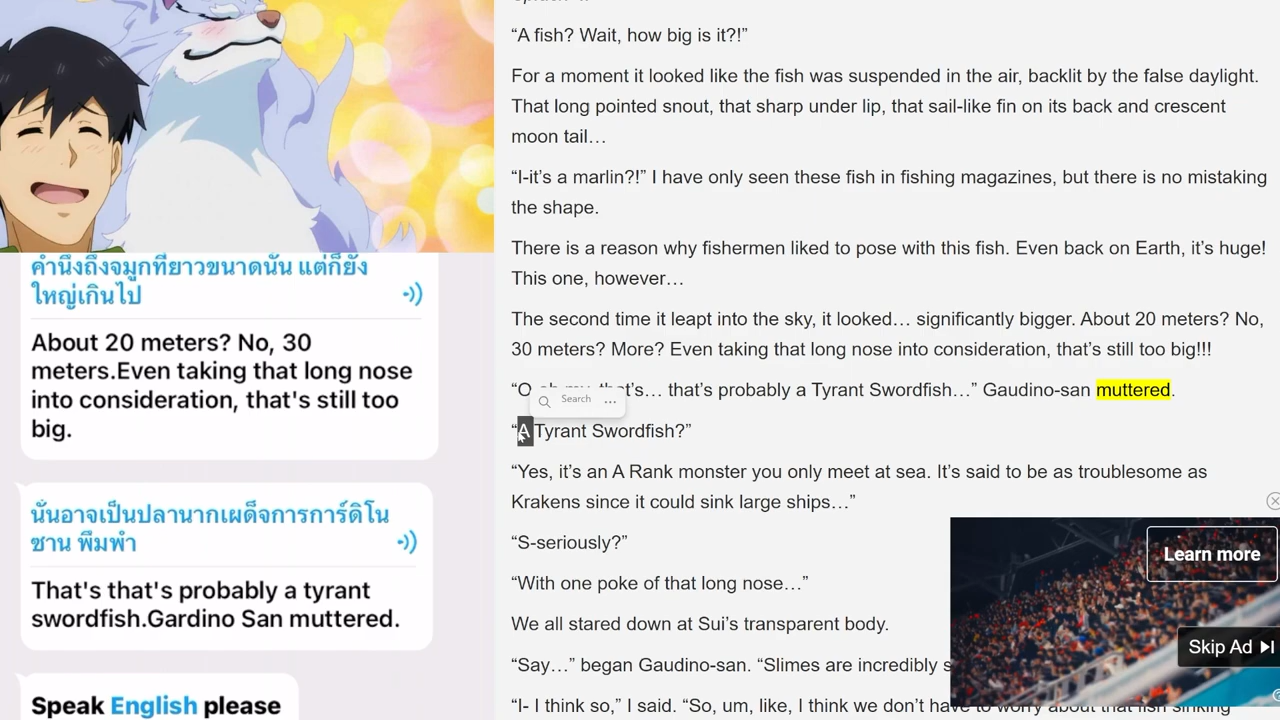 คำนึงถึงจมูกที่ยาวขนาดนั้น แต่ก็ยัง
ใหญ่เกินไป
About 20 meters? No, 30
meters.Even taking that long nose
into consideration, that's still too
big.
นั่นอาจเป็นปลานากเผด็จการการ์ดิโน
ซาน พึมพำ
That's that's probably a tyrant
swordfish.Gardino San muttered.
Speak English please
“A fish? Wait, how big is it?!”
For a moment it looked like the fish was suspended in the air, backlit by the false daylight.
That long pointed snout, that sharp under lip, that sail-like fin on its back and crescent
moon tail…
“I-it’s a marlin?!” I have only seen these fish in fishing magazines, but there is no mistaking
the shape.
There is a reason why fishermen liked to pose with this fish. Even back on Earth, it’s huge!
This one, however…
The second time it leapt into the sky, it looked… significantly bigger. About 20 meters? No,
30 meters? More? Even taking that long nose into consideration, that’s still too big!!!
“O that’s… that’s probably a Tyrant Swordfish…” Gaudino-san muttered.
Search ...
“A Tyrant Swordfish?”
“Yes, it’s an A Rank monster you only meet at sea. It’s said to be as troublesome as
Krakens since it could sink large ships…”
“S-seriously?”
“With one poke of that long nose…”
We all stared down at Sui’s transparent body.
“Say…” began Gaudino-san. “Slimes are incredibly
“I- I think so,” I said. “So, um, like, I think we don’t have to worry about that fish sinking
Learn more
Skip Ad